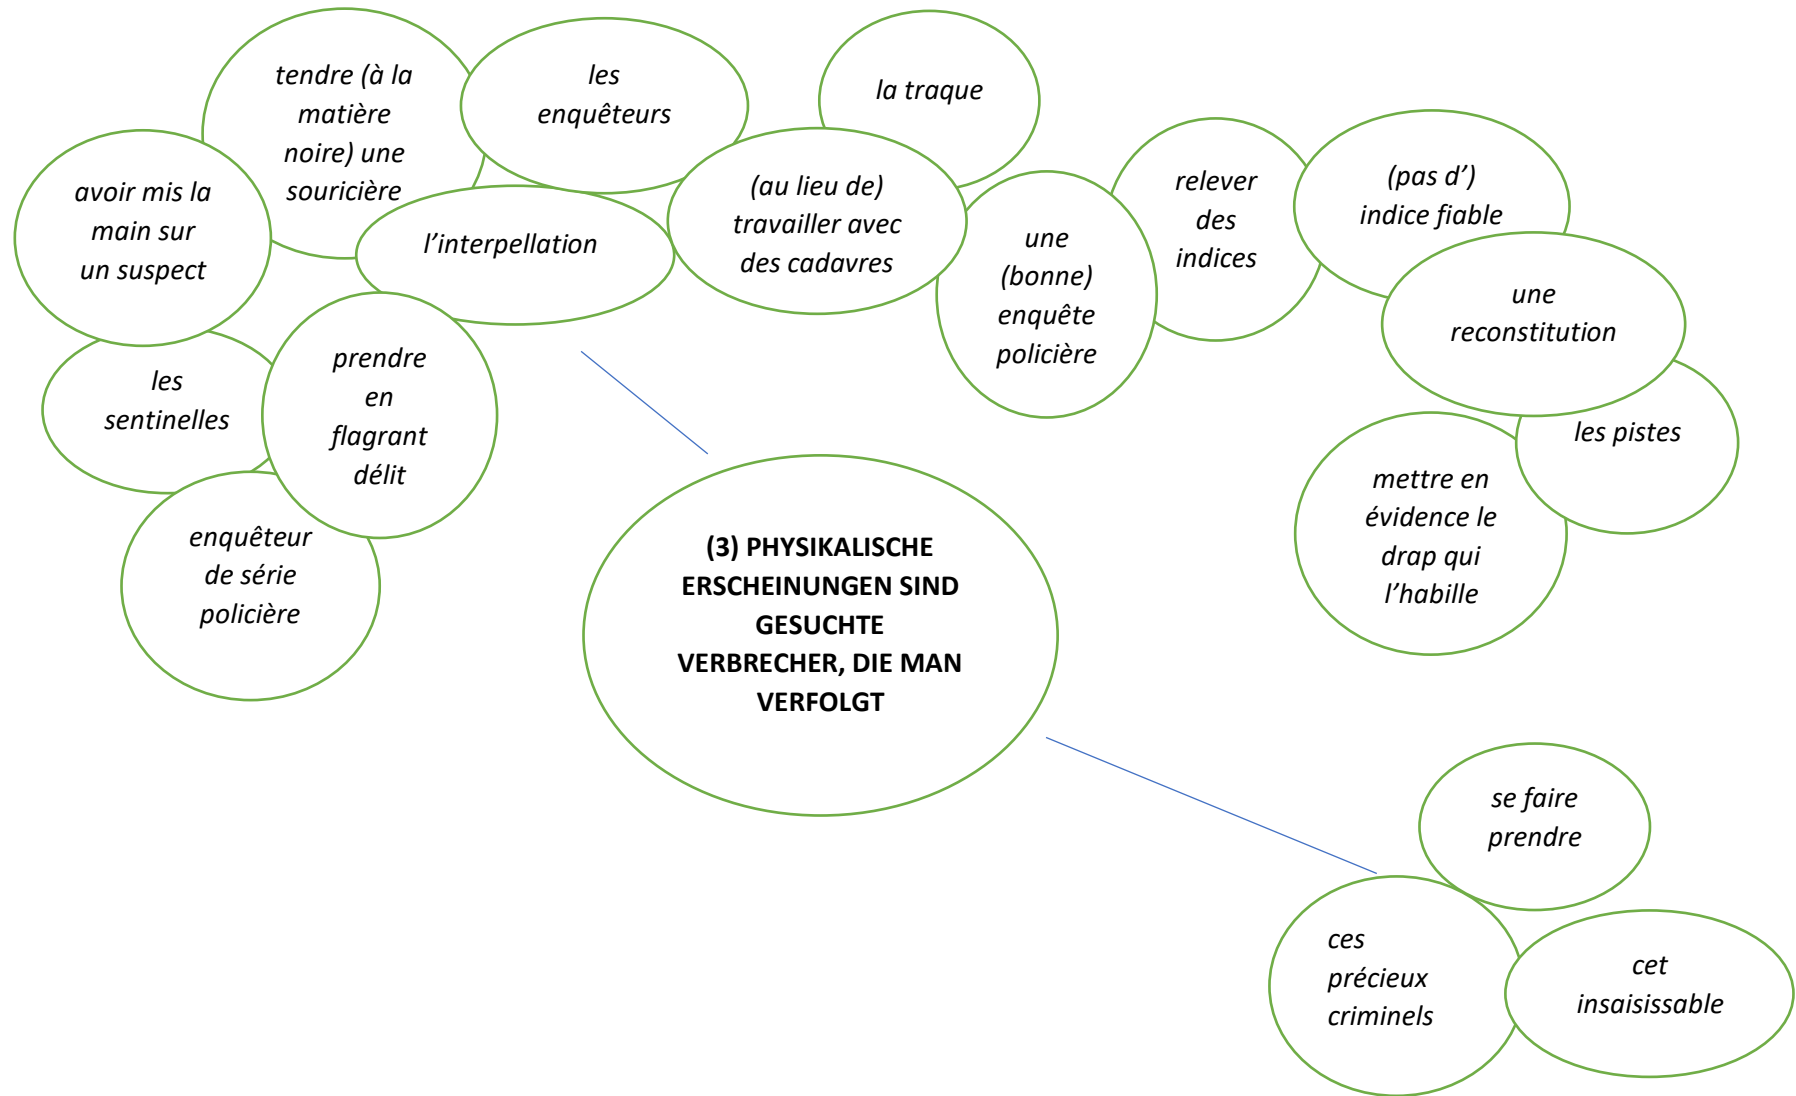 tendre (à la
matière
noire) une
souricière
les
enquêteurs
la traque
avoir mis la
main sur
un suspect
l’interpellation
(au lieu de)
travailler avec
des cadavres
une
(bonne)
enquête
policière
relever
des
indices
(pas d’)
indice fiable
une
reconstitution
les pistes
mettre en
évidence le
drap qui
l’habille
les
sentinelles
prendre
en
flagrant
délit
enquêteur
de série
policière
(3) PHYSIKALISCHE
ERSCHEINUNGEN SIND
GESUCHTE
VERBRECHER, DIE MAN
VERFOLGT
se faire
prendre
ces
précieux
criminels
cet
insaisissable